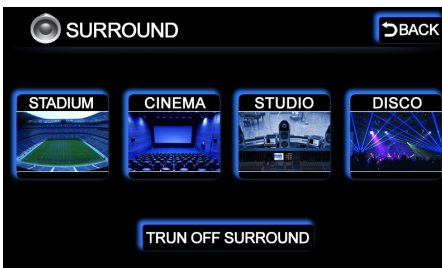 SURROUND
BACK
STADIUM
CINEMA
STUDIO
DISCO
TRUN OFF SURROUND